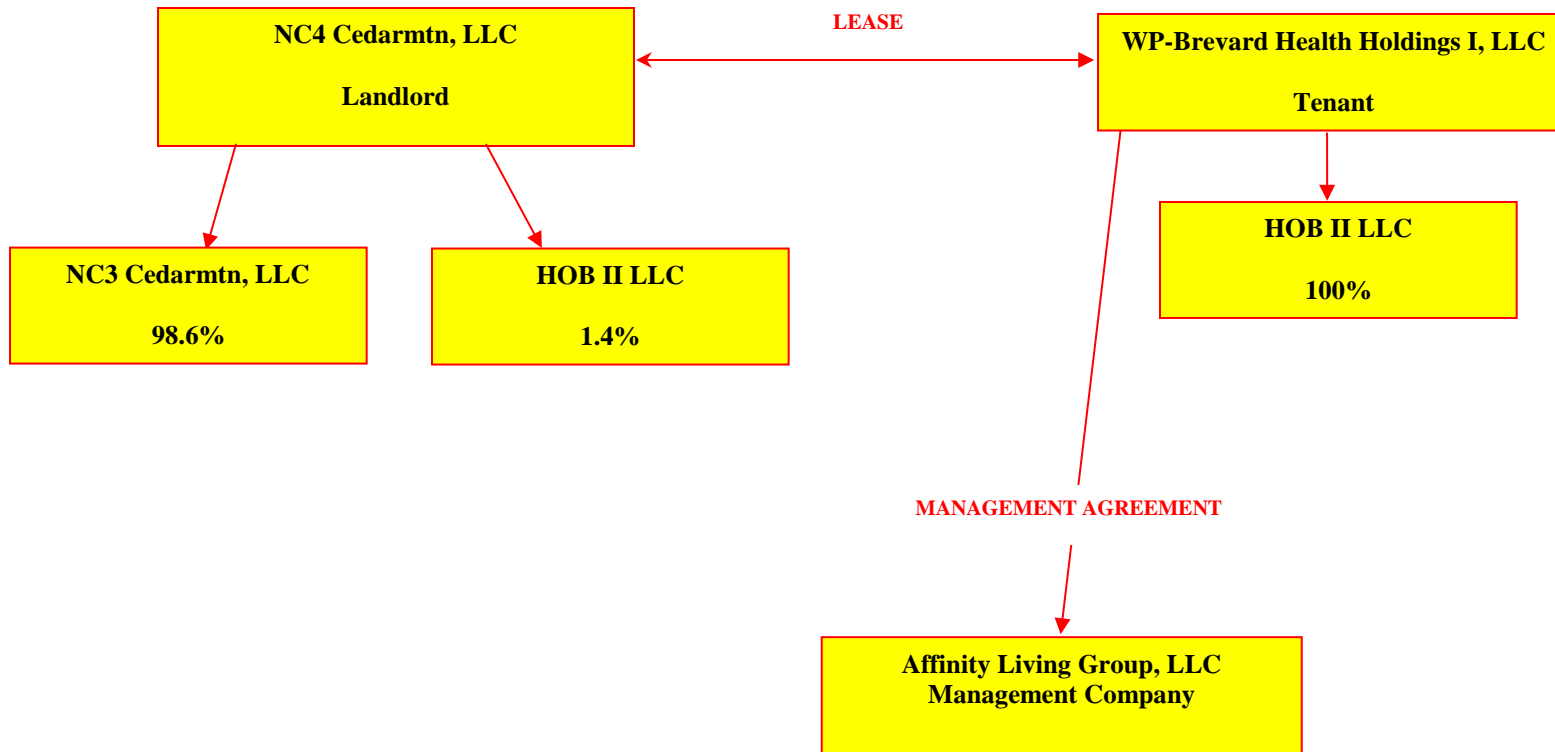 NC4 Cedarmtn, LLC
Landlord
LEASE
WP-Brevard Health Holdings I, LLC
Tenant
NC3 Cedarmtn, LLC
98.6%
HOB II LLC
1.4%
HOB II LLC
100%
MANAGEMENT AGREEMENT
Affinity Living Group, LLC
Management Company